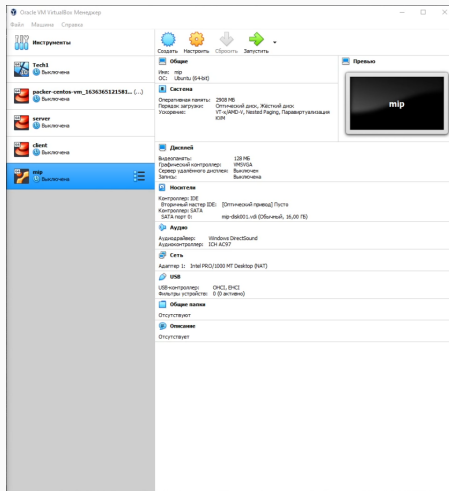 Oracle VM VirtualBox Менеджер
Файл Машина Справка
Инструменты
Создать Настроить Сбросить Запустить
Tech1
Выключена
packer-centos-vm_1636365121581... (...)
Выключена
server
Выключена
client
Выключена
mip
Выключена
Общие
Имя: mip
ОС: Ubuntu (64-bit)
Система
Оперативная память: 2908 МБ
Порядок загрузки: Оптический диск, Жёсткий диск
Ускорение: VT-x/AMD-V, Nested Paging, Паравиртуализация
KVM
Превью
mip
Дисплей
Видеопамять: 128 МБ
Графический контроллер: VMSVGA
Сервер удалённого дисплея: Выключен
Запись: Выключена
Носители
Контроллер: IDE
Вторичный мастер IDE: [Оптический привод] Пусто
Контроллер: SATA
SATA порт 0: mip-disk001.vdi (Обычный, 16,00 ГБ)
Аудио
Аудиодрайвер: Windows DirectSound
Аудиоконтроллер: ICH AC97
Сеть
Адаптер 1: Intel PRO/1000 MT Desktop (NAT)
USB
USB-контроллер: OHCI, EHCI
Фильтры устройств: 0 (0 активно)
Общие папки
Отсутствуют
Описание
Отсутствует